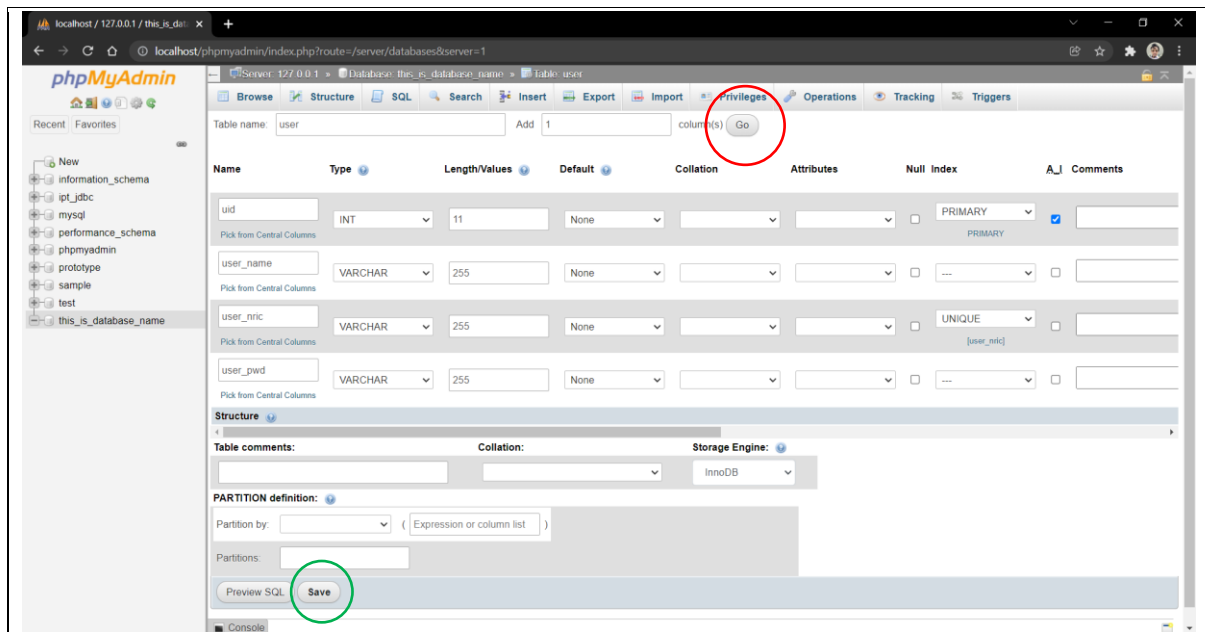 localhost / 127.0.0.1 / this_is_dat
localhost/phpmyadmin/index.php?route=/server/databases&server=1
phpMyAdmin
Recent Favorites
New
information_schema
ipt_jdbc
mysql
performance_schema
phpmyadmin
prototype
sample
test
this_is_database_name
Server: 127.0.0.1 » Database: this_is_database_name » Table: user
Browse Structure SQL Search Insert Export Import Privileges Operations Tracking Triggers
Table name: user Add 1 column(s) Go
Name Type Length/Values Default Collation Attributes Null Index A_I Comments
uid INT 11 None PRIMARY
Pick from Central Columns PRIMARY
user_name VARCHAR 255 None ---
Pick from Central Columns
user_nric VARCHAR 255 None UNIQUE
Pick from Central Columns [user_nric]
user_pwd VARCHAR 255 None ---
Pick from Central Columns
Structure
Table comments: Collation: Storage Engine:
InnoDB
PARTITION definition:
Partition by: ( Expression or column list )
Partitions:
Preview SQL Save
Console